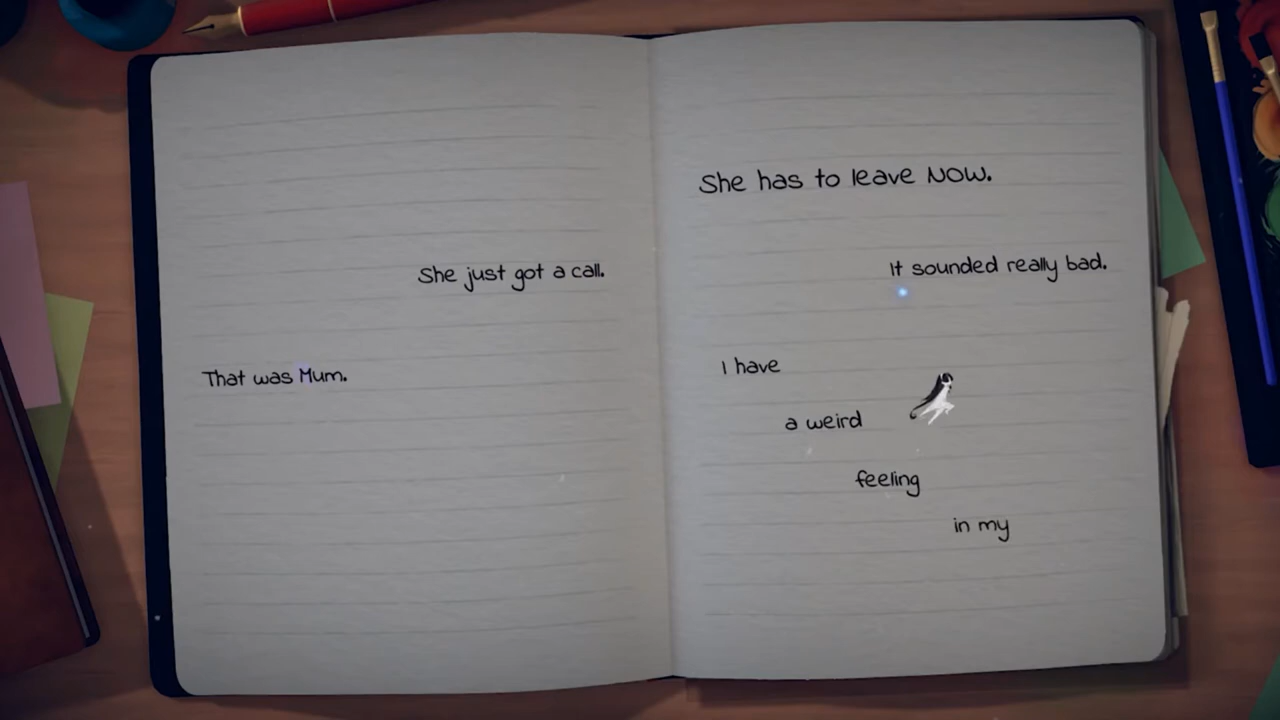 That was Mum.
She just got a call.
She has to leave NOW.
It sounded really bad.
I have
a weird
feeling
in my